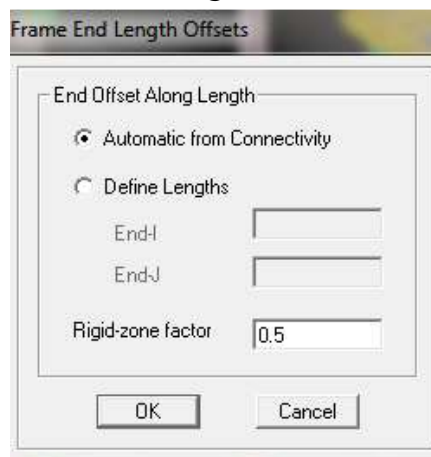 Frame End Length Offsets
End Offset Along Length
Automatic from Connectivity
Define Lengths
End-I
End-J
Rigid-zone factor 0.5
OK Cancel